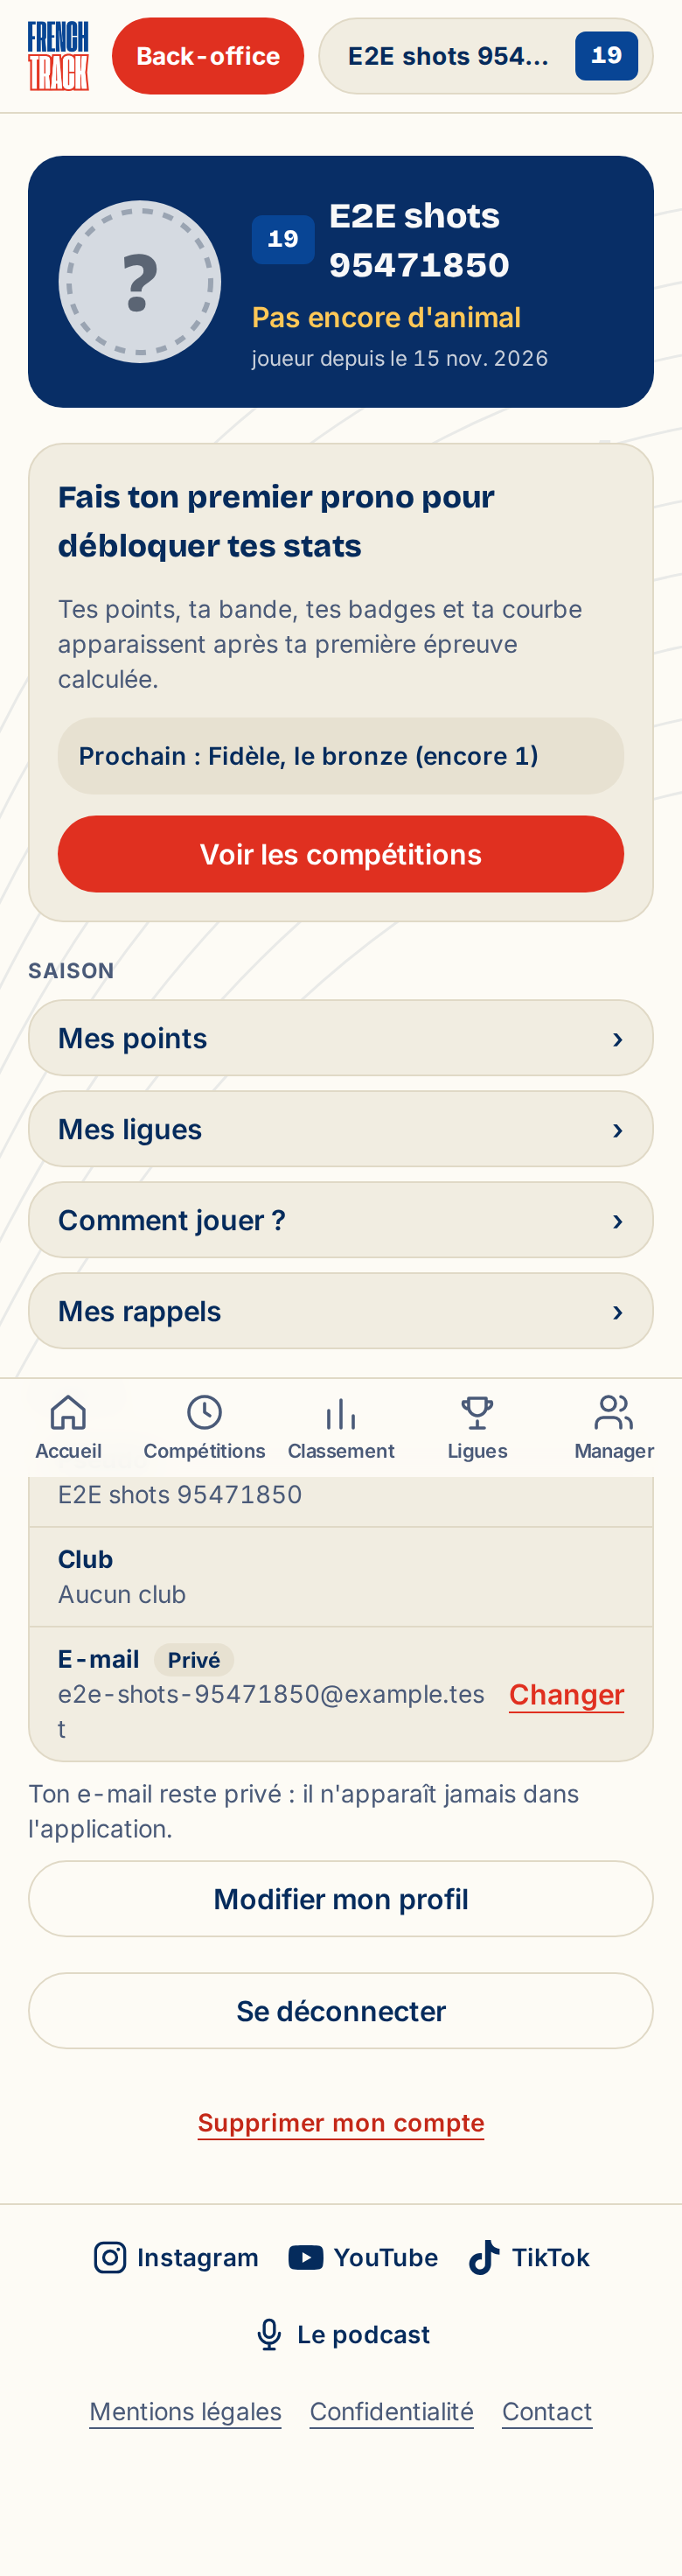 FRENCH
TRACK
Back-office
E2E shots 954...
19
?
19
E2E shots
95471850
Pas encore d'animal
joueur depuis le 15 nov. 2026
Fais ton premier prono pour
débloquer tes stats
Tes points, ta bande, tes badges et ta courbe
apparaissent après ta première épreuve
calculée.
Prochain : Fidèle, le bronze (encore 1)
Voir les compétitions
SAISON
Mes points ›
Mes ligues ›
Comment jouer ? ›
Mes rappels ›
Accueil
Compétitions
Classement
Ligues
Manager
E2E shots 95471850
Club
Aucun club
E-mail Privé
e2e-shots-95471850@example.tes
t
Changer
Ton e-mail reste privé : il n'apparaît jamais dans
l'application.
Modifier mon profil
Se déconnecter
Supprimer mon compte
Instagram
YouTube
TikTok
Le podcast
Mentions légales
Confidentialité
Contact